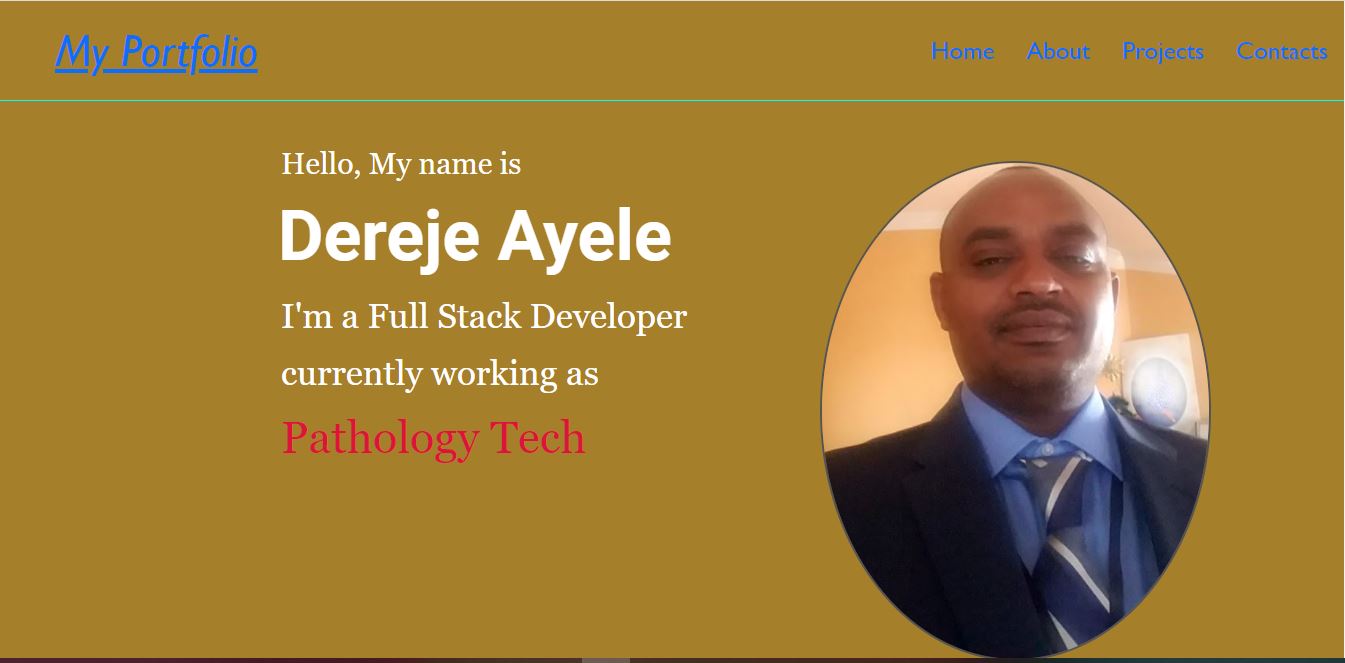 My Portfolio
Home About Projects Contacts
Hello, My name is
Dereje Ayele
I'm a Full Stack Developer
currently working as
Pathology Tech